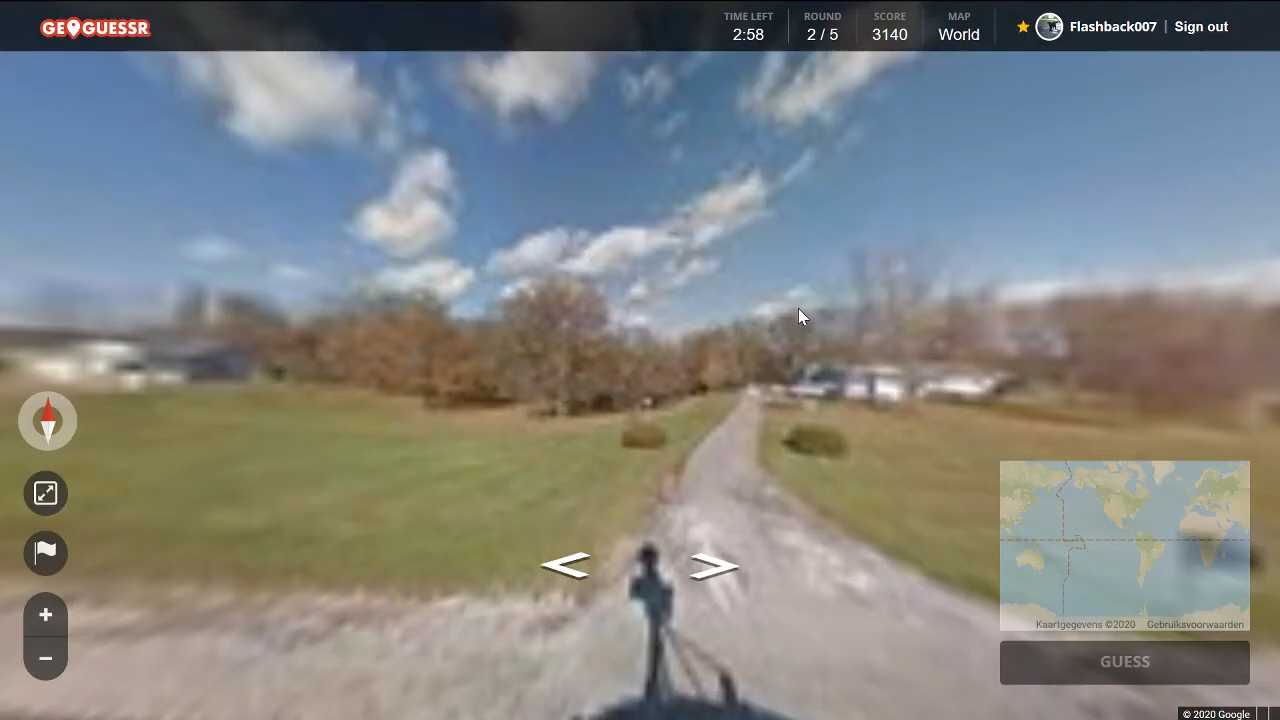 GEOGUESSR
TIME LEFT
2:58
ROUND
2 / 5
SCORE
3140
MAP
World
Flashback007 | Sign out
Kaartgegevens ©2020 Gebruiksvoorwaarden
GUESS
© 2020 Google